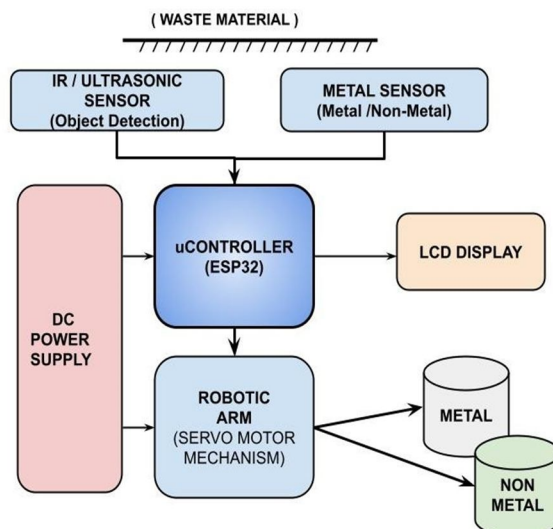 ( WASTE MATERIAL )
IR / ULTRASONIC
SENSOR
(Object Detection)
METAL SENSOR
(Metal /Non-Metal)
uCONTROLLER
(ESP32)
LCD DISPLAY
DC
POWER
SUPPLY
ROBOTIC
ARM
(SERVO MOTOR
MECHANISM)
METAL
NON
METAL